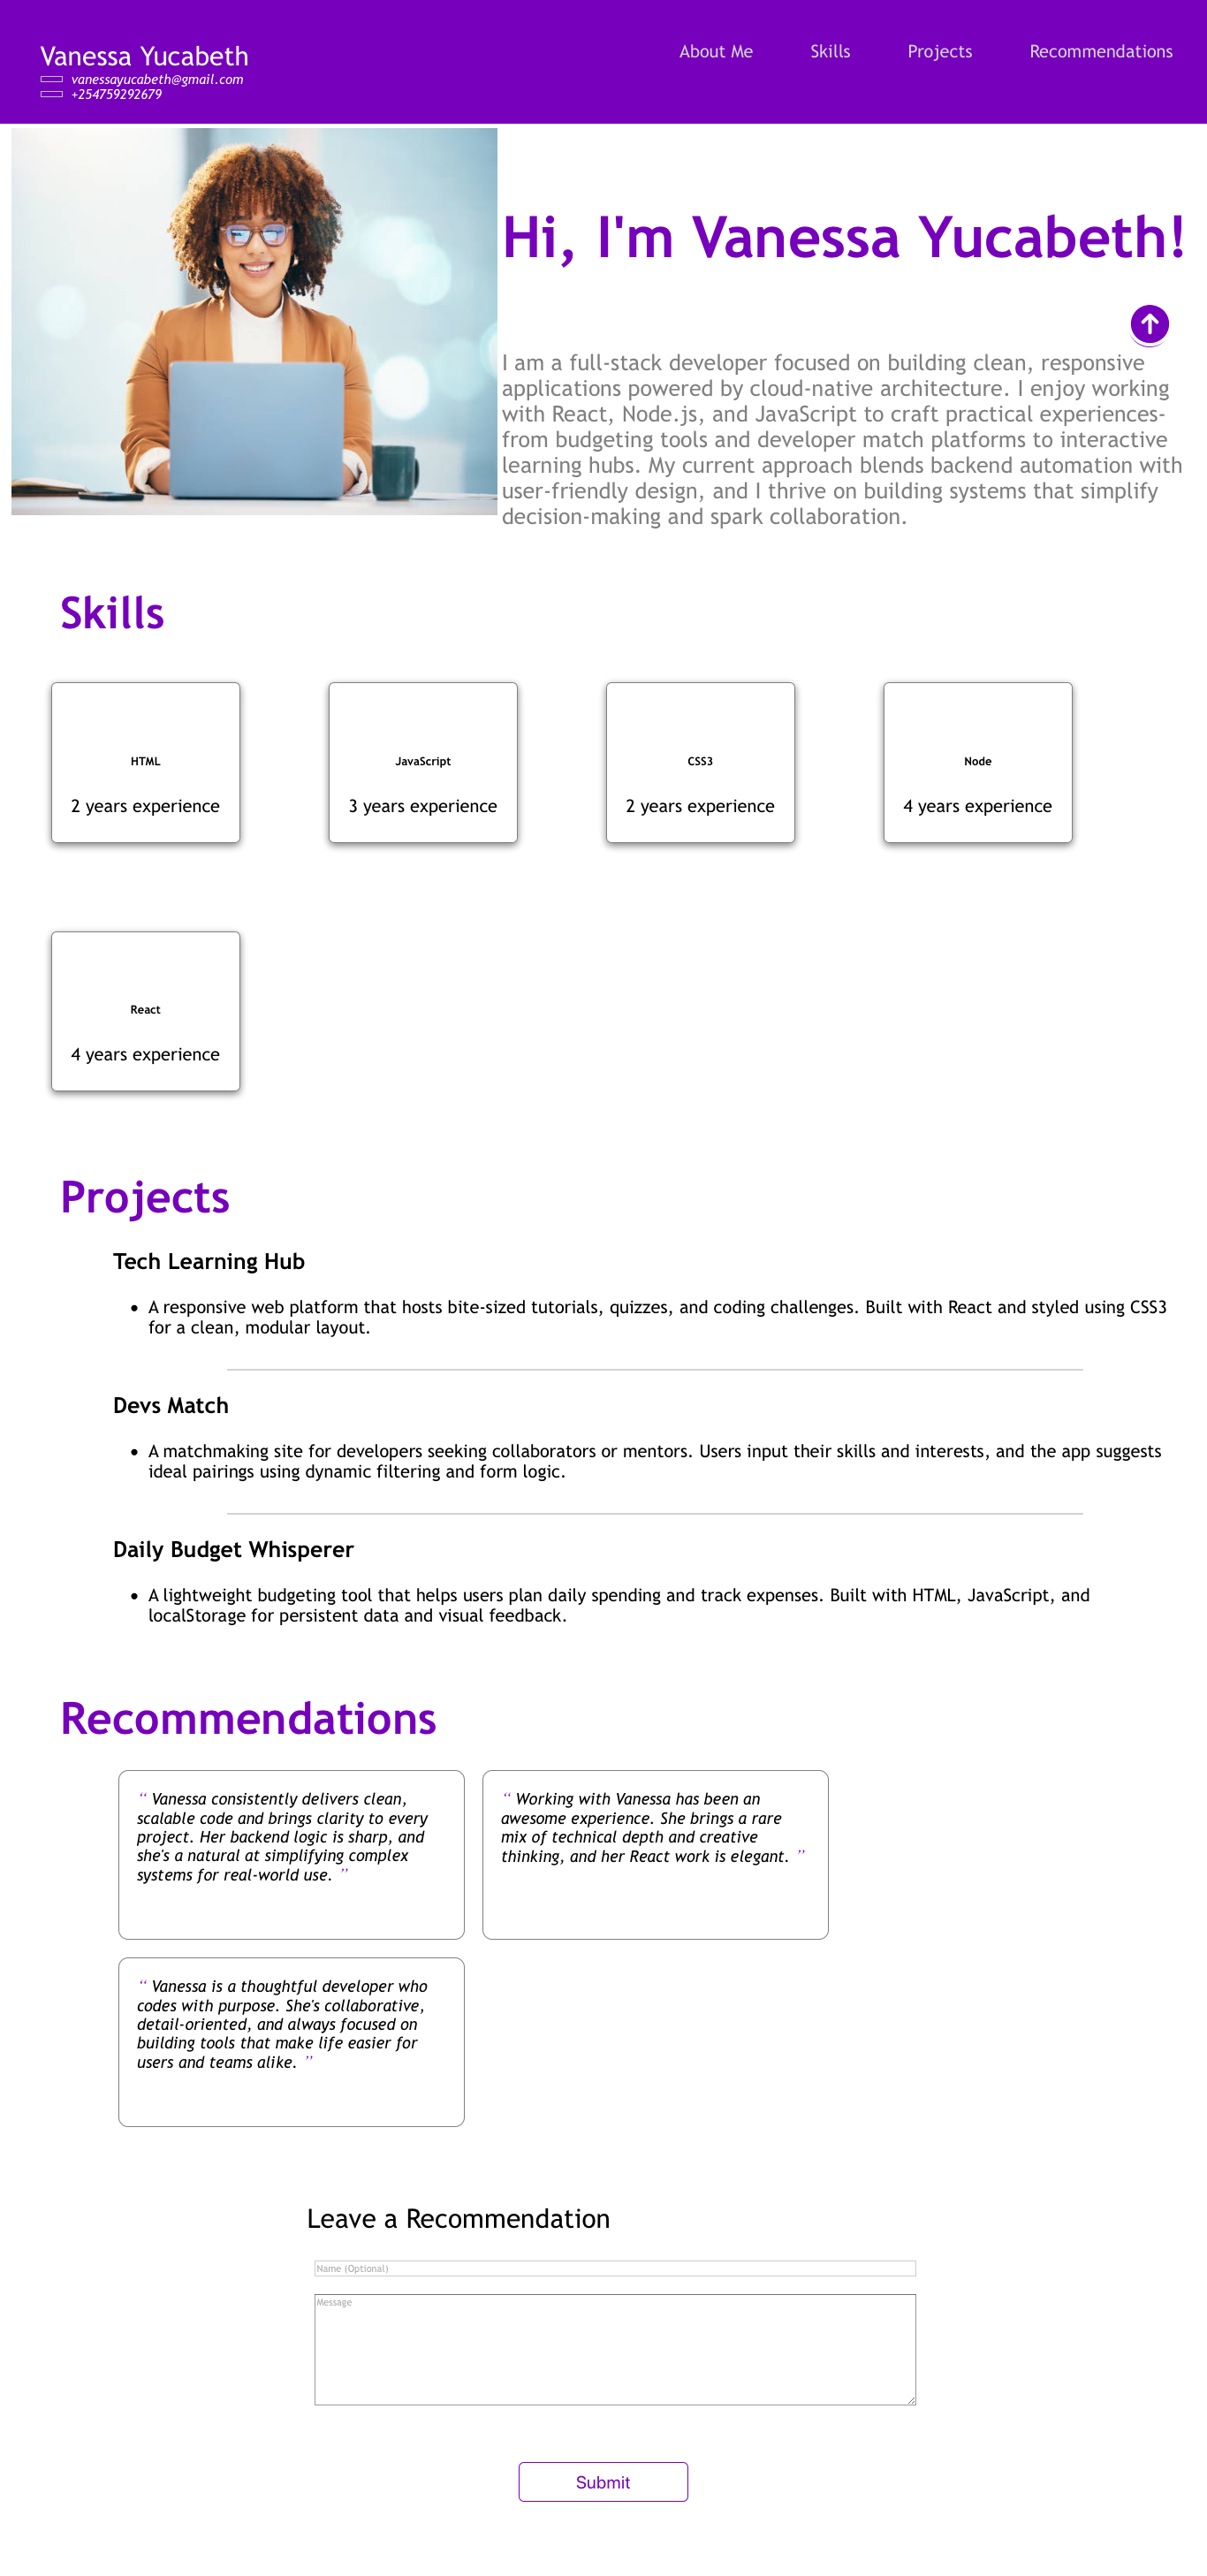 Vanessa Yucabeth
vanessayucabeth@gmail.com
+254759292679
About Me
Skills
Projects
Recommendations
Hi, I'm Vanessa Yucabeth!
I am a full-stack developer focused on building clean, responsive
applications powered by cloud-native architecture. I enjoy working
with React, Node.js, and JavaScript to craft practical experiences-
from budgeting tools and developer match platforms to interactive
learning hubs. My current approach blends backend automation with
user-friendly design, and I thrive on building systems that simplify
decision-making and spark collaboration.
Skills
HTML
2 years experience
JavaScript
3 years experience
CSS3
2 years experience
Node
4 years experience
React
4 years experience
Projects
Tech Learning Hub
• A responsive web platform that hosts bite-sized tutorials, quizzes, and coding challenges. Built with React and styled using CSS3
for a clean, modular layout.
Devs Match
• A matchmaking site for developers seeking collaborators or mentors. Users input their skills and interests, and the app suggests
ideal pairings using dynamic filtering and form logic.
Daily Budget Whisperer
• A lightweight budgeting tool that helps users plan daily spending and track expenses. Built with HTML, JavaScript, and
localStorage for persistent data and visual feedback.
Recommendations
“ Vanessa consistently delivers clean,
scalable code and brings clarity to every
project. Her backend logic is sharp, and
she's a natural at simplifying complex
systems for real-world use. ”
“ Working with Vanessa has been an
awesome experience. She brings a rare
mix of technical depth and creative
thinking, and her React work is elegant. ”
“ Vanessa is a thoughtful developer who
codes with purpose. She's collaborative,
detail-oriented, and always focused on
building tools that make life easier for
users and teams alike. ”
Leave a Recommendation
Name (Optional)
Message
Submit